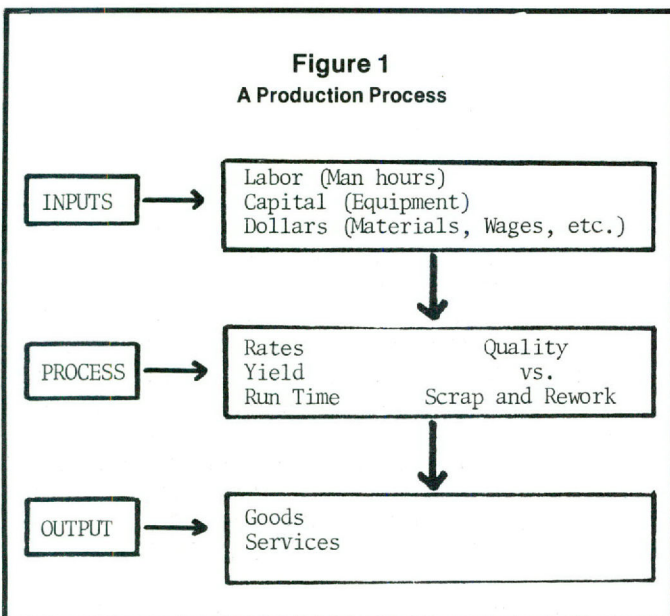 Figure 1
A Production Process
INPUTS
Labor (Man hours)
Capital (Equipment)
Dollars (Materials, Wages, etc.)
PROCESS
Rates Quality
Yield vs.
Run Time Scrap and Rework
OUTPUT
Goods
Services